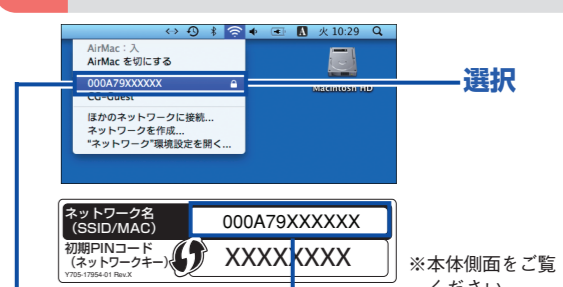 火 10:29
AirMac：入
AirMac を切にする
000A79XXXXXX
CG-Guest
ほかのネットワークに接続...
ネットワークを作成...
"ネットワーク"環境設定を開く...
Macintosh HD
選択
ネットワーク名
（SSID/MAC）
000A79XXXXXX
初期PINコード
（ネットワークキー）
XXXXXXXX
Y705-17954-01 Rev.X
※本体側面をご覧
ください